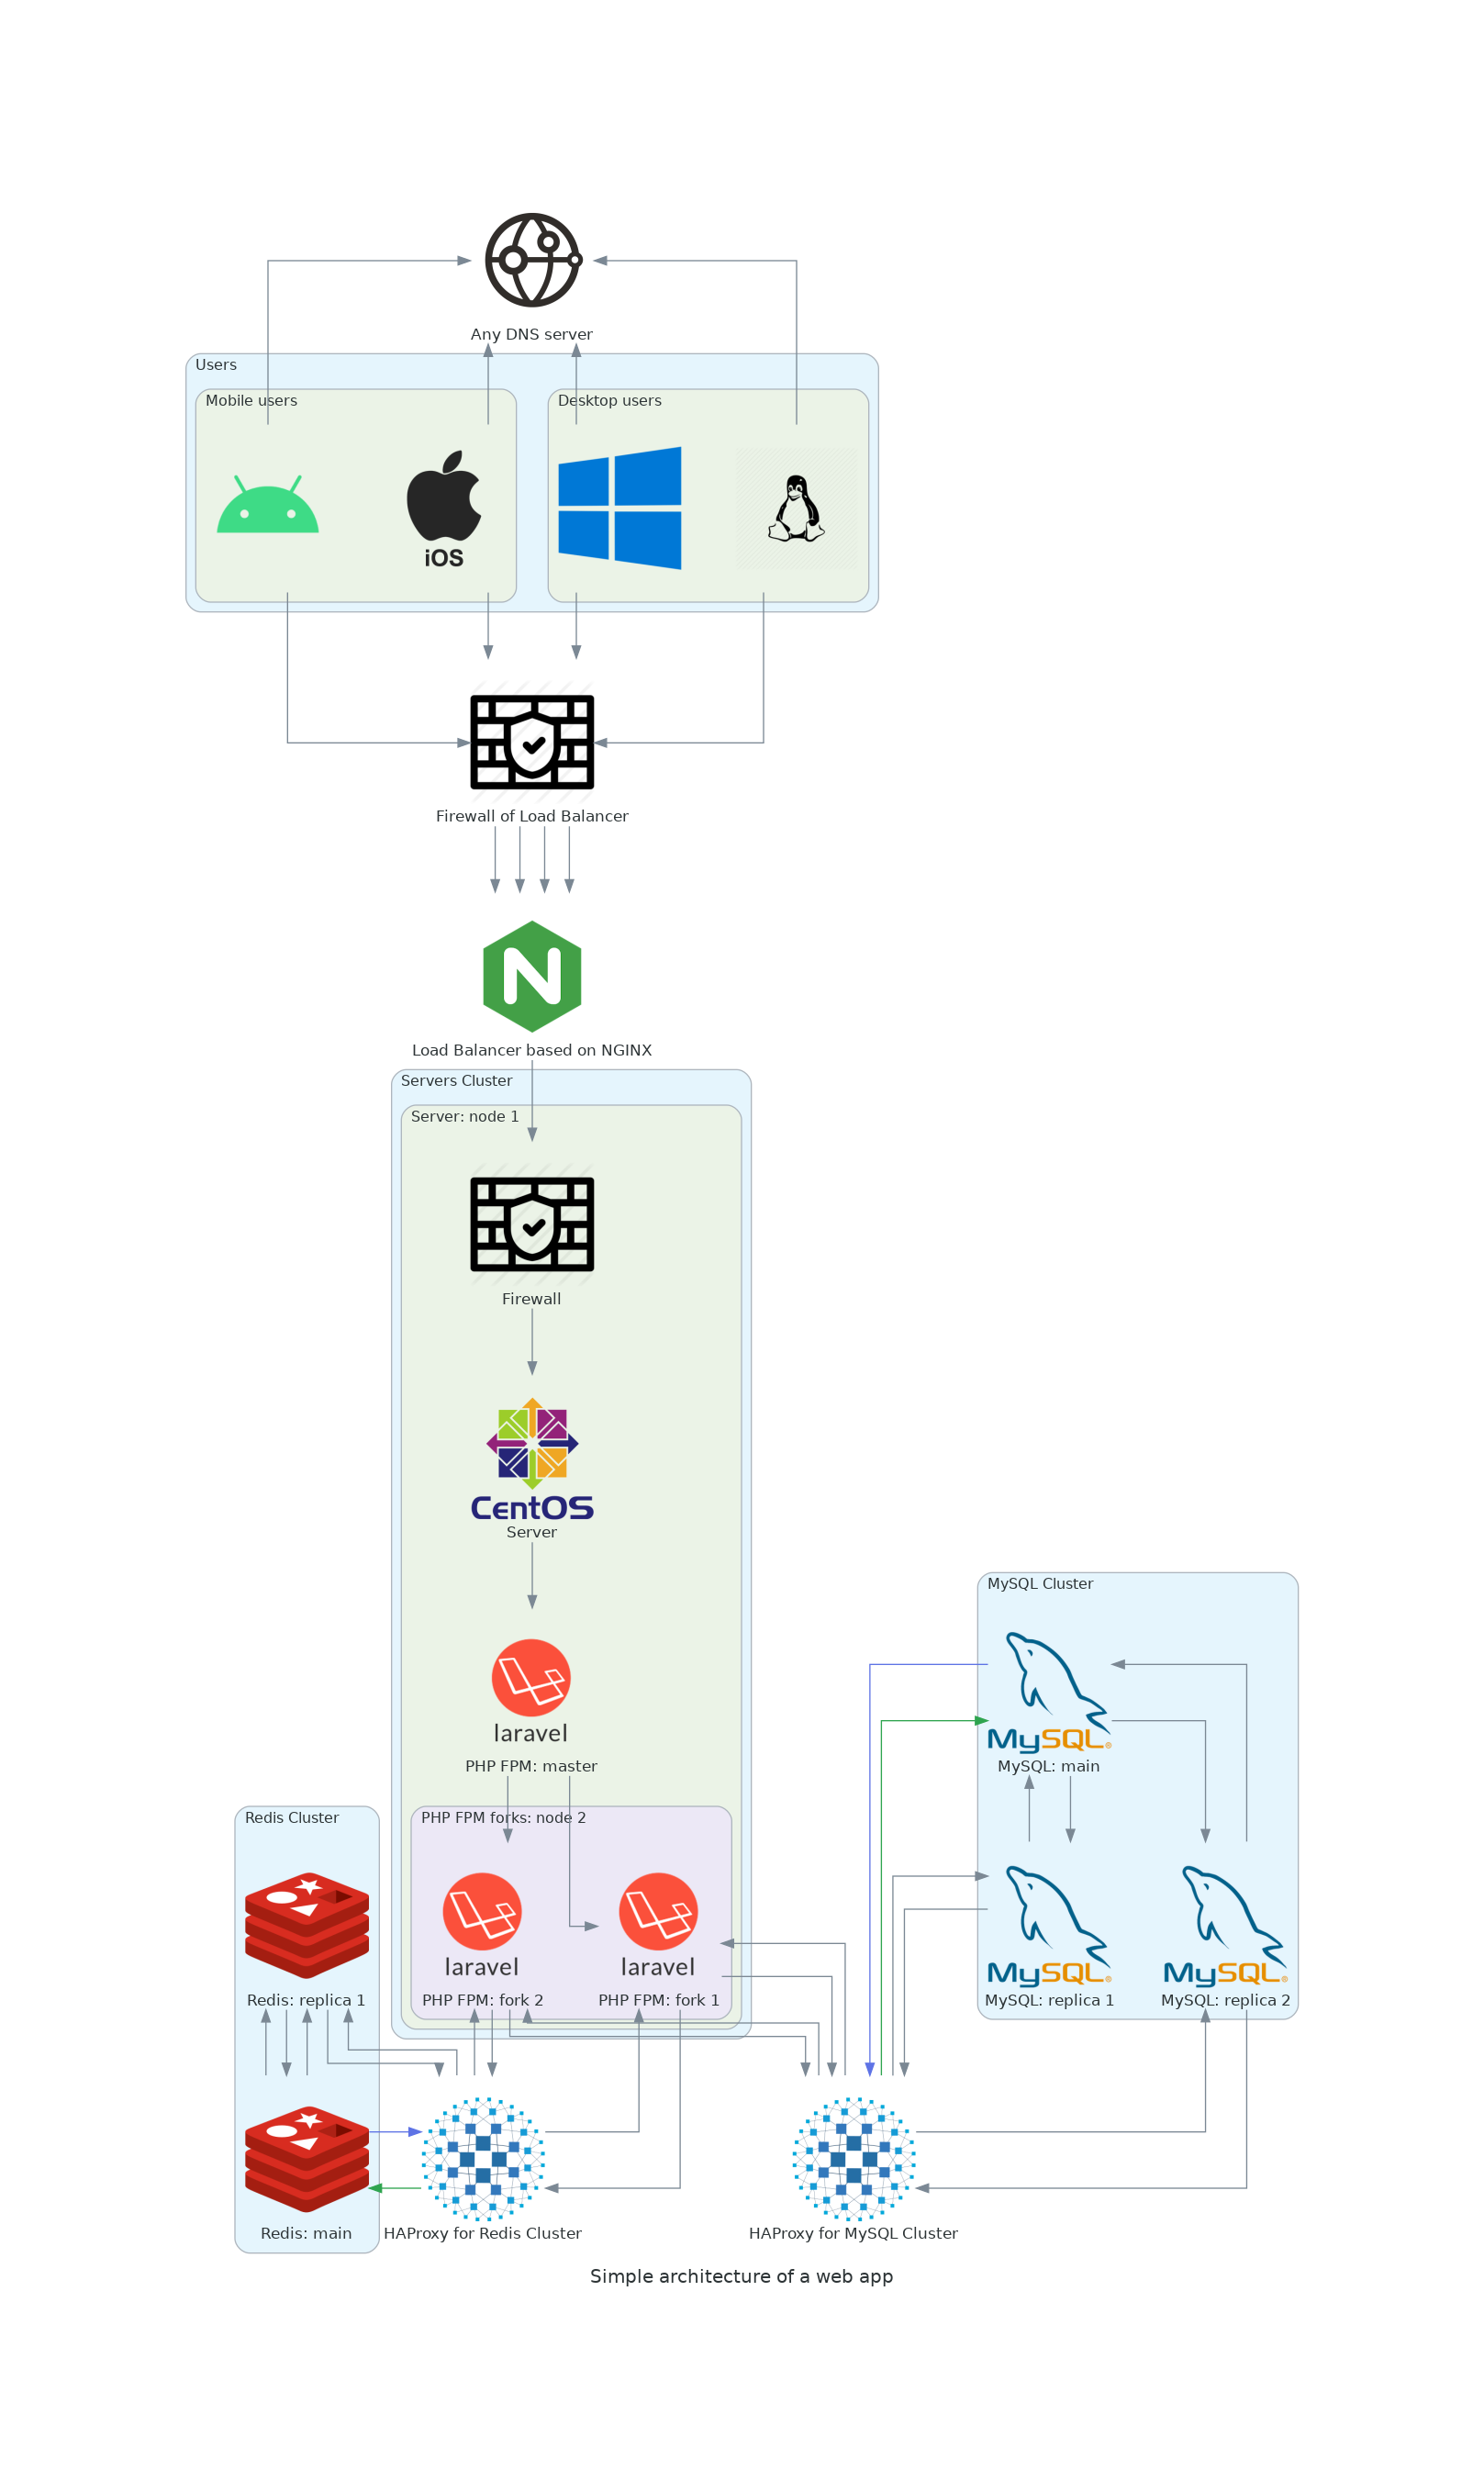 Any DNS server
Users
Mobile users
Desktop users
iOS
Firewall of Load Balancer
Load Balancer based on NGINX
Servers Cluster
Server: node 1
Firewall
CentOS
Server
laravel
PHP FPM: master
PHP FPM forks: node 2
laravel
laravel
PHP FPM: fork 2
PHP FPM: fork 1
MySQL Cluster
MySQL®
MySQL: main
MySQL®
MySQL®
MySQL: replica 1
MySQL: replica 2
Redis Cluster
Redis: replica 1
Redis: main
HAProxy for Redis Cluster
HAProxy for MySQL Cluster
Simple architecture of a web app